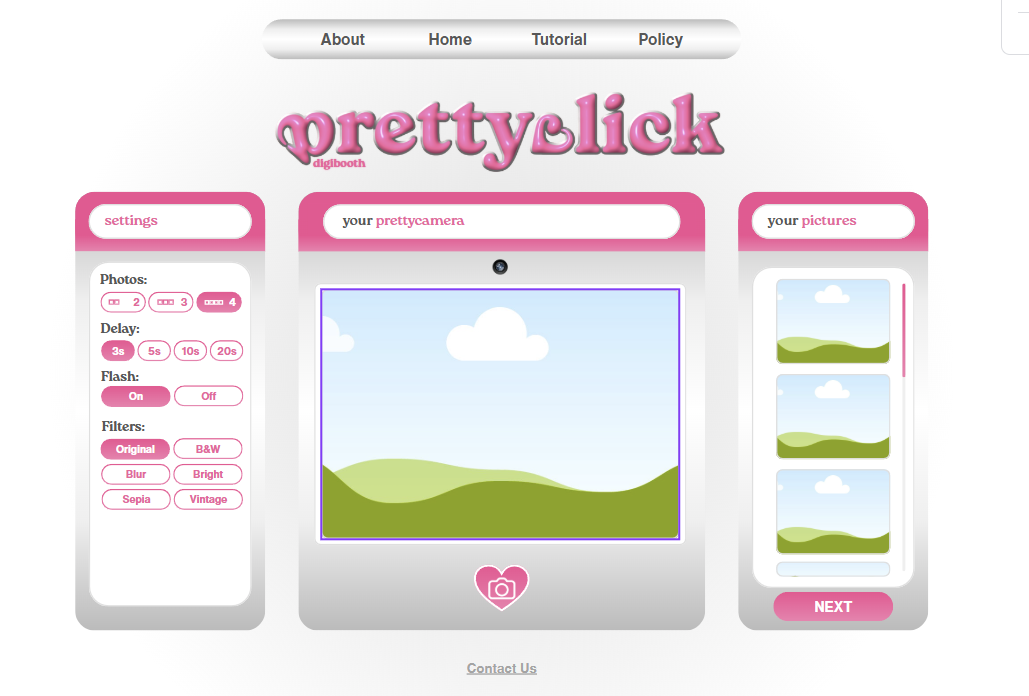 About Home Tutorial Policy
prettyclick
digibooth
settings
Photos:
2 3 4
Delay:
3s 5s 10s 20s
Flash:
On Off
Filters:
Original B&W
Blur Bright
Sepia Vintage
your prettycamera
your pictures
NEXT
Contact Us